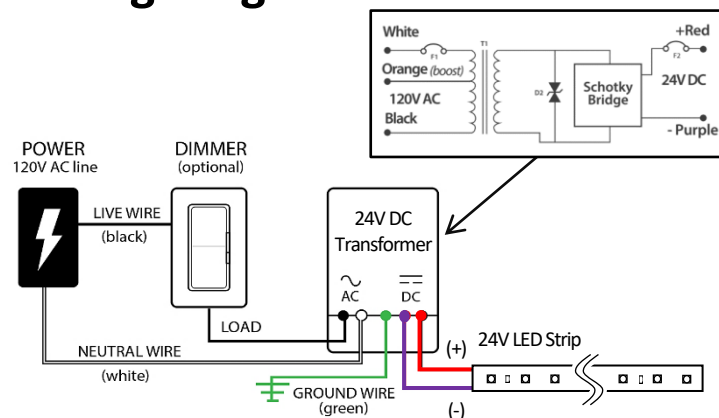 White
F1
Orange (boost)
120V AC
Black
T1
D2
Schotky
Bridge
+Red
F2
24V DC
- Purple
POWER
120V AC line
DIMMER
(optional)
LIVE WIRE
(black)
24V DC
Transformer
AC
DC
LOAD
NEUTRAL WIRE
(white)
GROUND WIRE
(green)
(+)
24V LED Strip
(-)